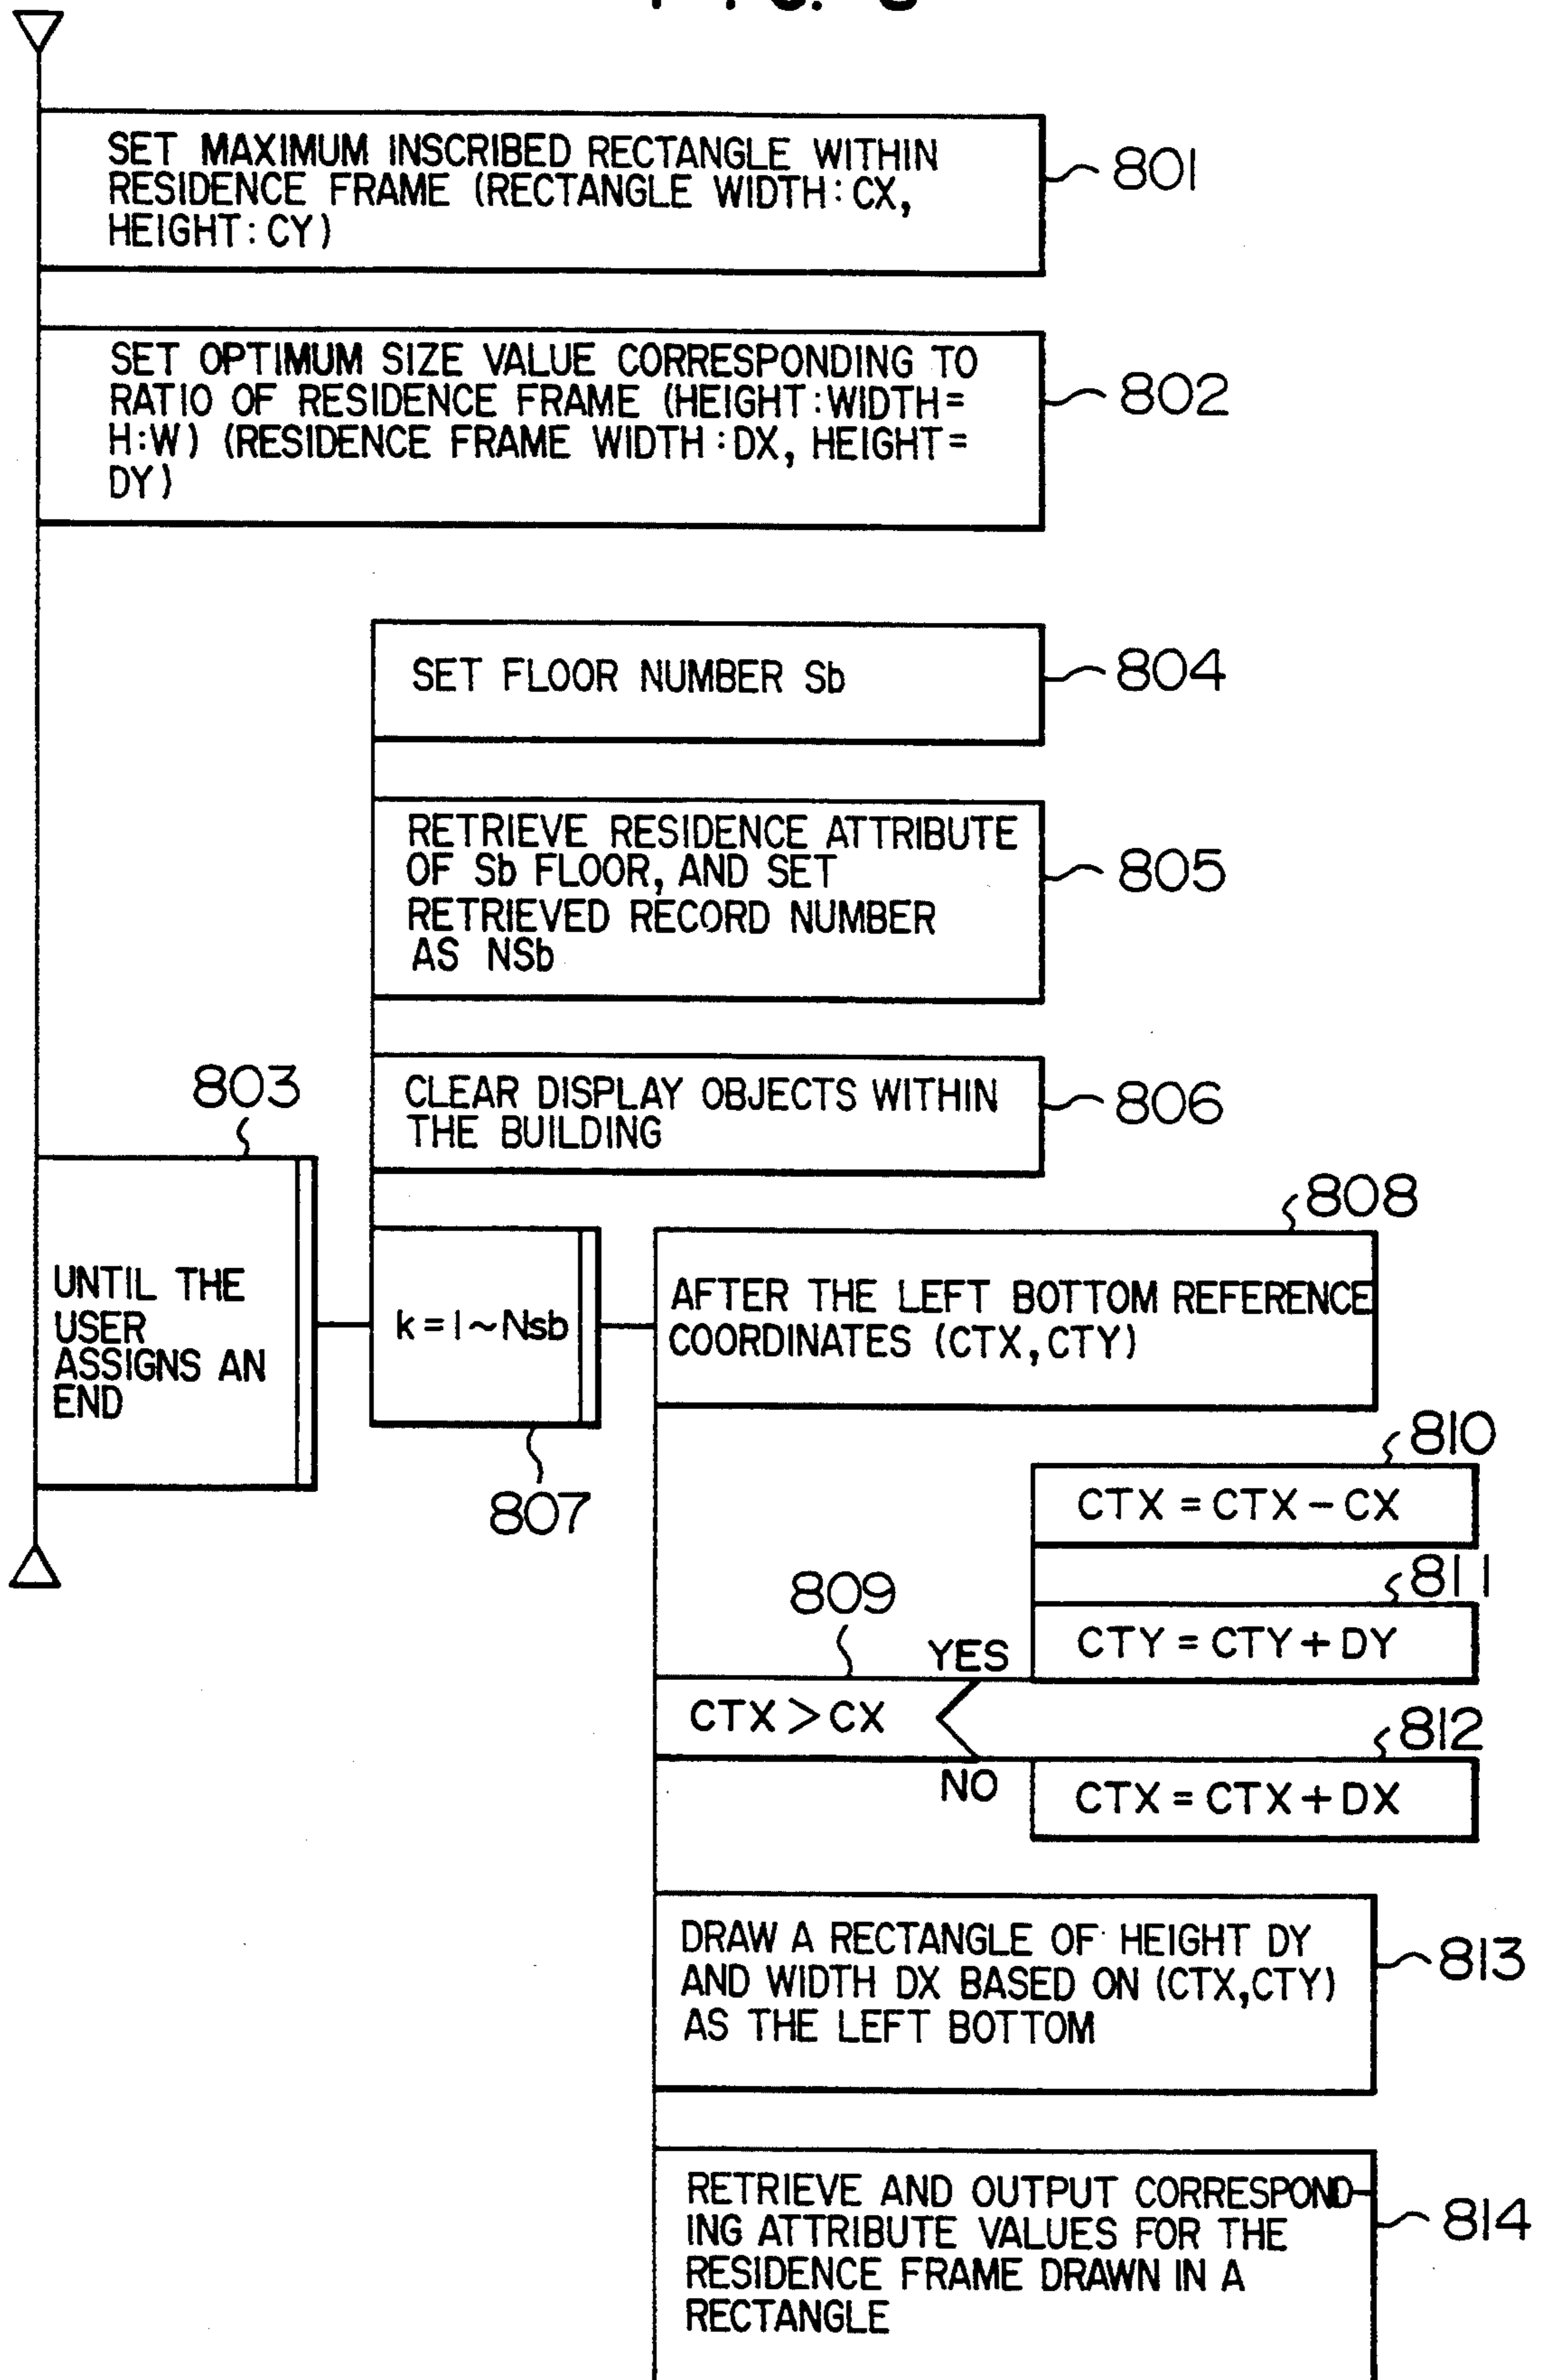 SET MAXIMUM INSCRIBED RECTANGLE WITHIN
RESIDENCE FRAME (RECTANGLE WIDTH : CX,
HEIGHT : CY)
801
SET OPTIMUM SIZE VALUE CORRESPONDING TO
RATIO OF RESIDENCE FRAME (HEIGHT : WIDTH =
H:W) (RESIDENCE FRAME WIDTH : DX, HEIGHT =
DY)
802
SET FLOOR NUMBER Sb
804
RETRIEVE RESIDENCE ATTRIBUTE
OF Sb FLOOR, AND SET
RETRIEVED RECORD NUMBER
AS NSb
805
CLEAR DISPLAY OBJECTS WITHIN
THE BUILDING
806
803
UNTIL THE
USER
ASSIGNS AN
END
k = 1 ~ Nsb
807
808
AFTER THE LEFT BOTTOM REFERENCE
COORDINATES (CTX,CTY)
810
CTX = CTX - CX
811
CTY = CTY + DY
809
YES
CTX > CX
NO
812
CTX = CTX + DX
DRAW A RECTANGLE OF HEIGHT DY
AND WIDTH DX BASED ON (CTX,CTY)
AS THE LEFT BOTTOM
813
RETRIEVE AND OUTPUT CORRESPOND-
ING ATTRIBUTE VALUES FOR THE
RESIDENCE FRAME DRAWN IN A
RECTANGLE
814